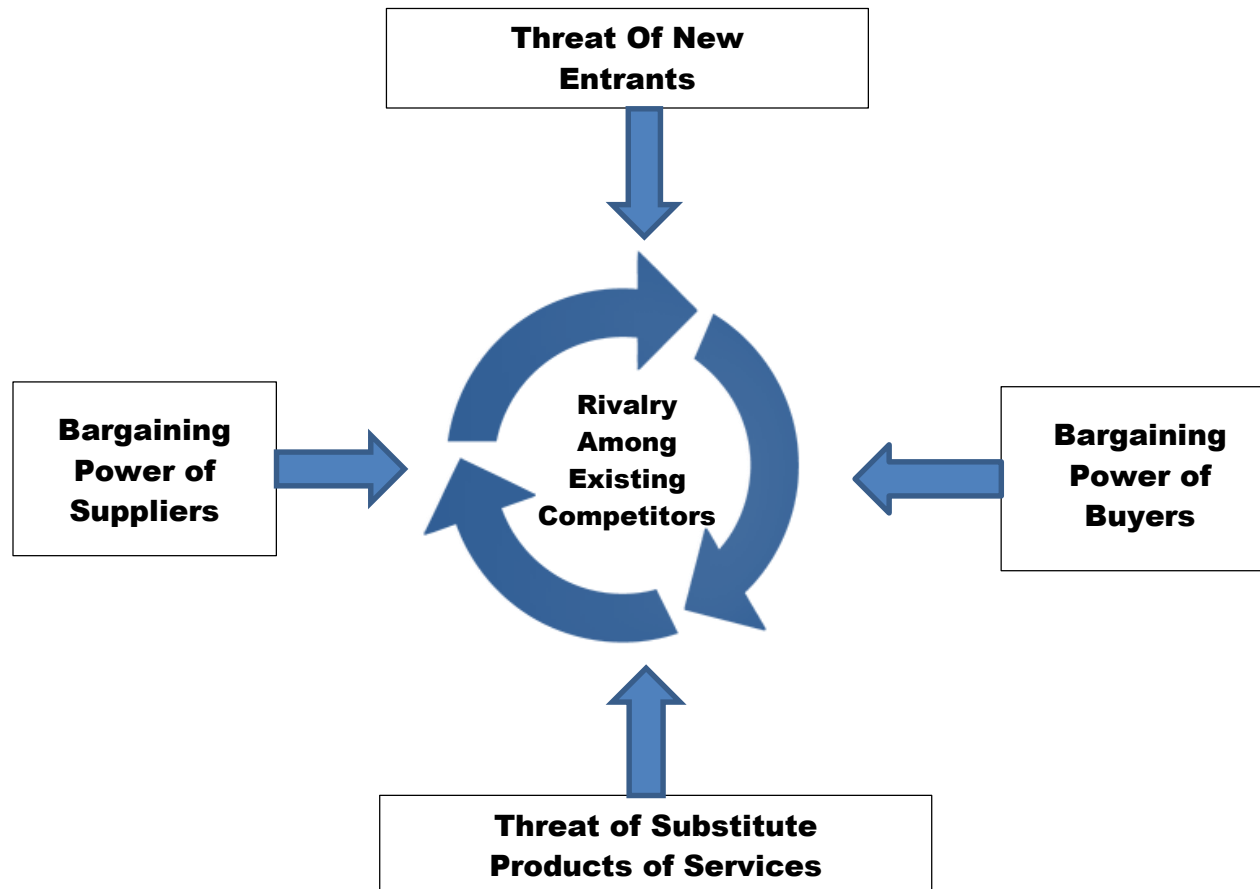 Threat Of New
Entrants
Bargaining
Power of
Suppliers
Rivalry
Among
Existing
Competitors
Bargaining
Power of
Buyers
Threat of Substitute
Products of Services